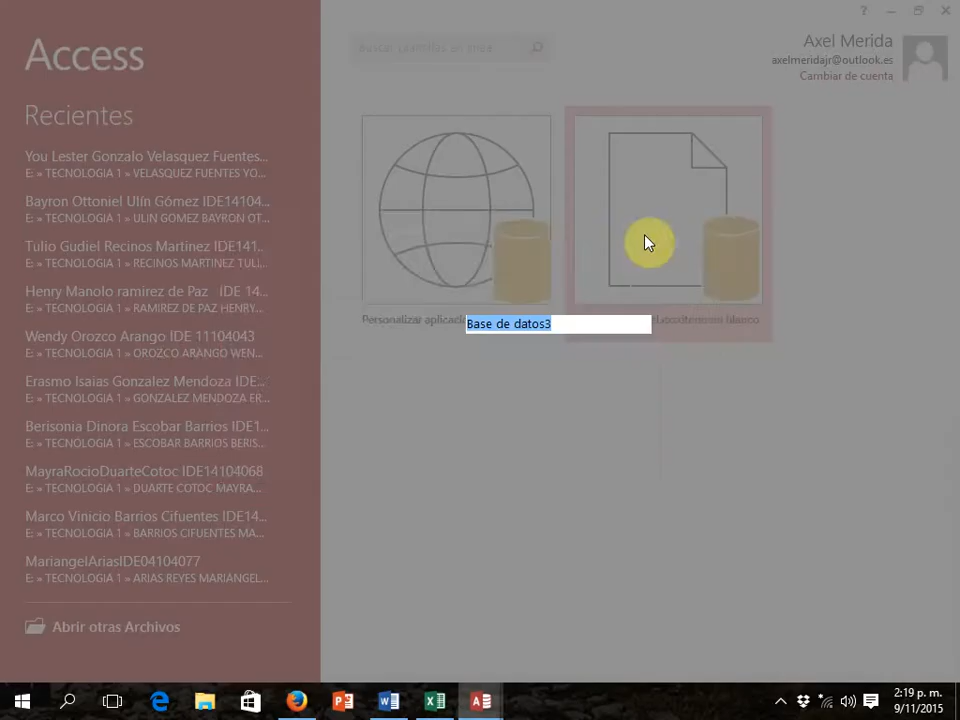 ?
Access
Axel Merida
axelmeridajr@outlook.es
Cambiar de cuenta
Buscar plantillas en línea
Recientes
You Lester Gonzalo Velasquez Fuentes...
E: » TECNOLOGIA 1 » VELASQUEZ FUENTES YO...
Bayron Ottoniel Ulín Gómez IDE14104...
E: » TECNOLOGIA 1 » ULIN GOMEZ BAYRON OT...
Tulio Gudiel Recinos Martinez IDE141...
E: » TECNOLOGIA 1 » RECINOS MARTINEZ TULI...
Henry Manolo ramirez de Paz IDE 14...
E: » TECNOLOGIA 1 » RAMIREZ DE PAZ HENRY...
Wendy Orozco Arango IDE 11104043
E: » TECNOLOGIA 1 » OROZCO ARANGO WEN...
Erasmo Isaias Gonzalez Mendoza IDE...
E: » TECNOLOGIA 1 » GONZALEZ MENDOZA ER...
Berisonia Dinora Escobar Barrios IDE1...
E: » TECNOLOGIA 1 » ESCOBAR BARRIOS BERIS...
MayraRocioDuarteCotoc IDE14104068
E: » TECNOLOGIA 1 » DUARTE COTOC MAYRA...
Marco Vinicio Barrios Cifuentes IDE14...
E: » TECNOLOGIA 1 » BARRIOS CIFUENTES MA...
MariangelAriasIDE04104077
E: » TECNOLOGIA 1 » ARIAS REYES MARIANGEL...
Abrir otras Archivos
Personalizar
Base de datos3
blanco
2:19 p. m.
9/11/2015